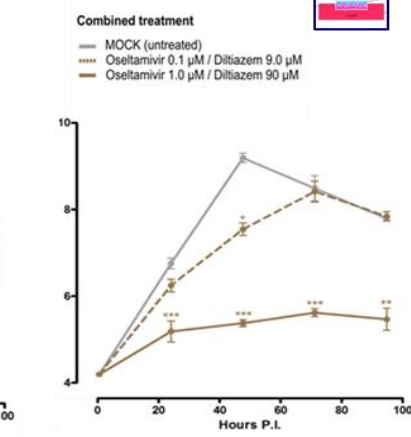 Combined treatment
MOCK (untreated)
Oseltamivir 0.1 µM / Diltiazem 9.0 µM
Oseltamivir 1.0 µM / Diltiazem 90 µM
10
8
*
6
*** *** *** **
4
00
0 20 40 60 80 100
Hours P.I.